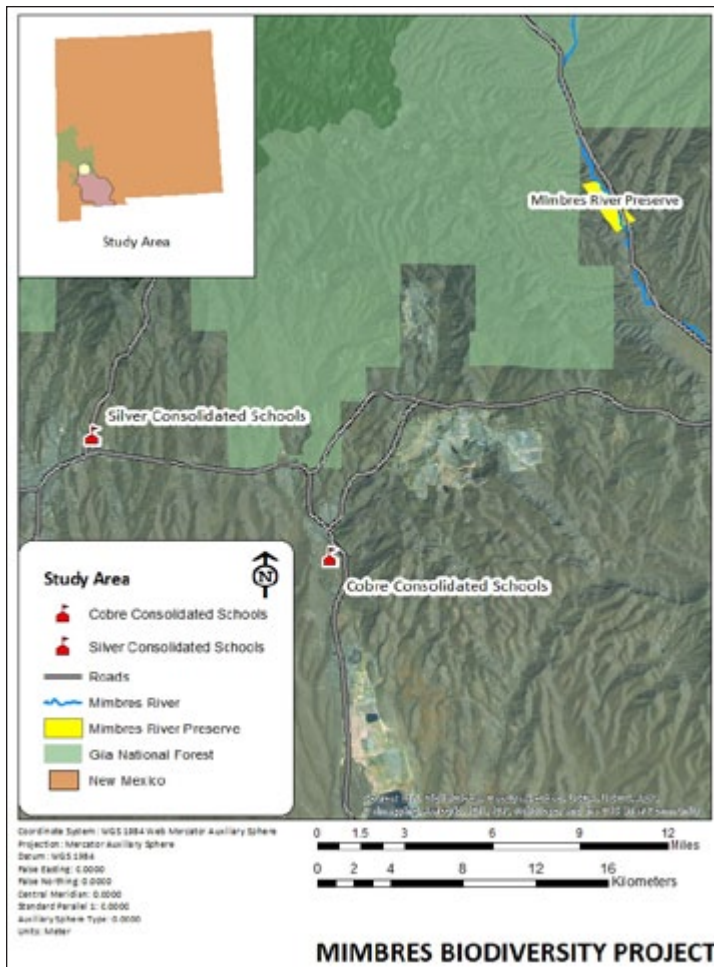 Study Area
Mimbres River Preserve
Silver Consolidated Schools
Cobre Consolidated Schools
Study Area
N
Cobre Consolidated Schools
Silver Consolidated Schools
Roads
Mimbres River
Mimbres River Preserve
Gila National Forest
New Mexico
Coordinate System: WGS 1984 Web Mercator Auxiliary Sphere
Projection: Mercator Auxiliary Sphere
Datum: WGS 1984
False Easting: 0.0000
False Northing: 0.0000
Central Meridian: 0.0000
Standard Parallel 1: 0.0000
Auxiliary Sphere Type: 0.0000
Units: Meter
0 1.5 3 6 9 12
Miles
0 2 4 8 12 16
Kilometers
MIMBRES BIODIVERSITY PROJECT